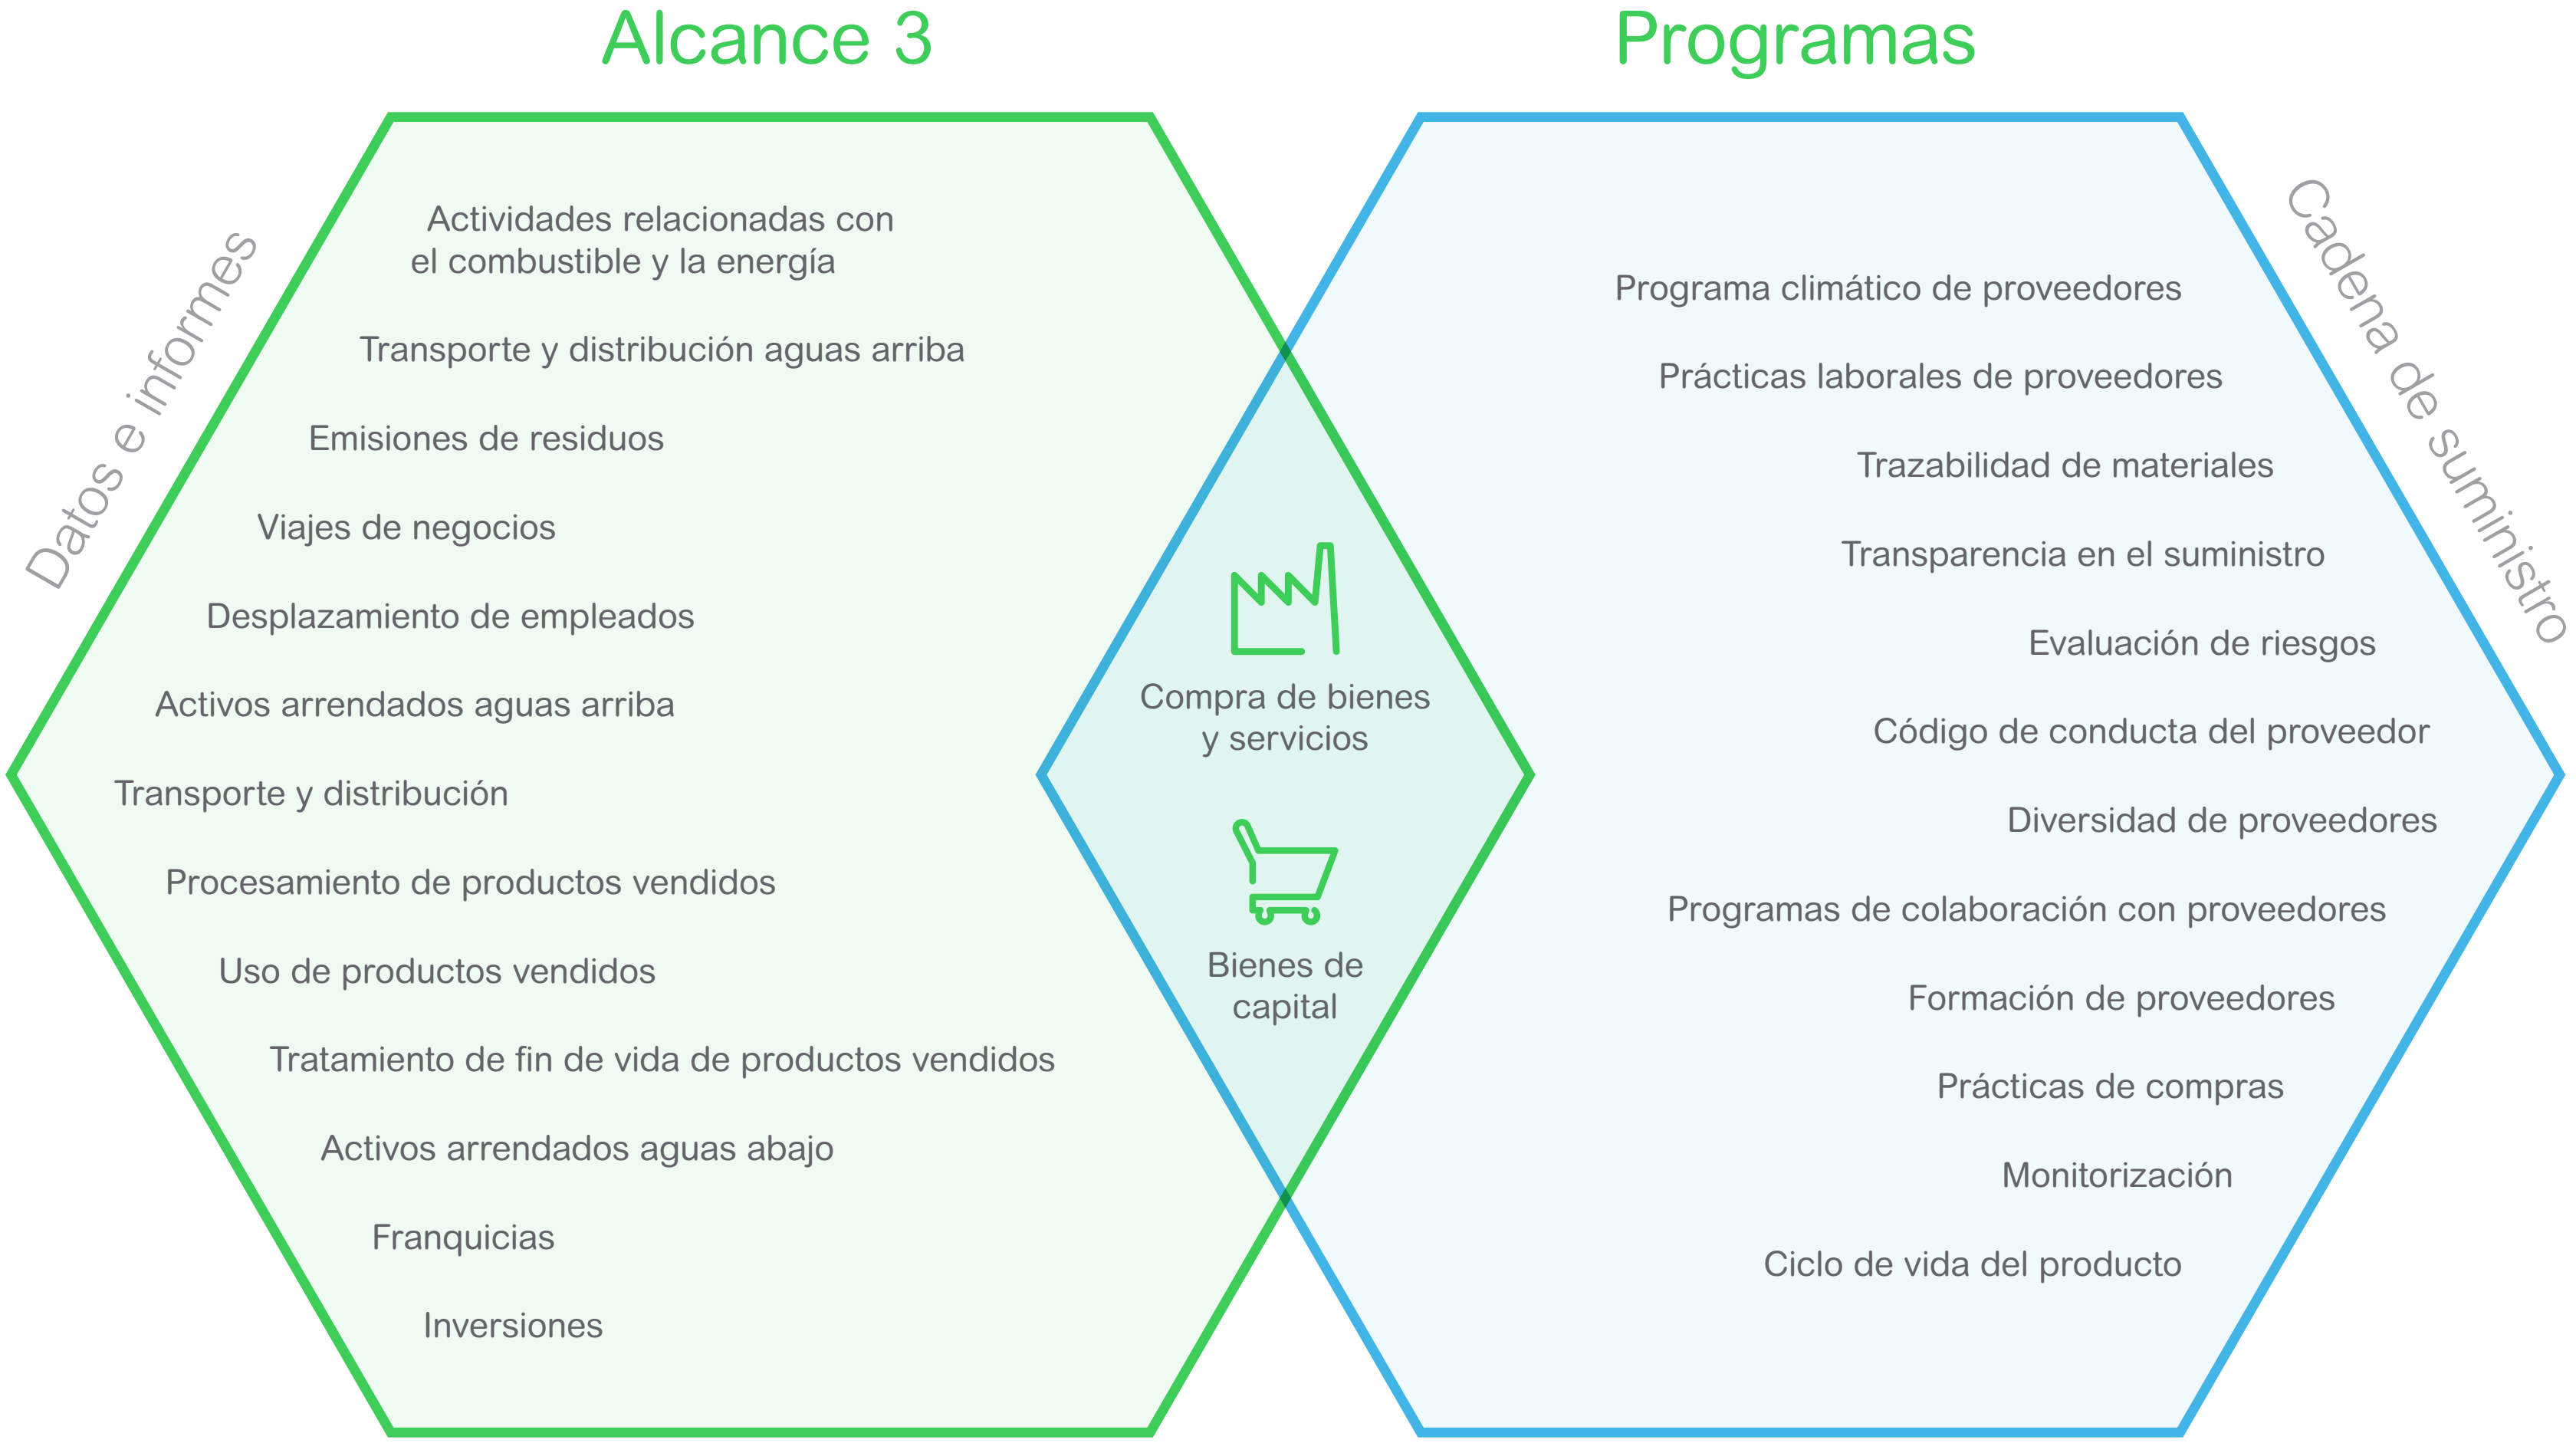 Alcance 3
Programas
Datos e informes
Actividades relacionadas con
el combustible y la energía
Transporte y distribución aguas arriba
Emisiones de residuos
Viajes de negocios
Desplazamiento de empleados
Activos arrendados aguas arriba
Transporte y distribución
Procesamiento de productos vendidos
Uso de productos vendidos
Tratamiento de fin de vida de productos vendidos
Activos arrendados aguas abajo
Franquicias
Inversiones
Compra de bienes
y servicios
Bienes de
capital
Programa climático de proveedores
Prácticas laborales de proveedores
Trazabilidad de materiales
Transparencia en el suministro
Evaluación de riesgos
Código de conducta del proveedor
Diversidad de proveedores
Programas de colaboración con proveedores
Formación de proveedores
Prácticas de compras
Monitorización
Ciclo de vida del producto
Cadena de suministro